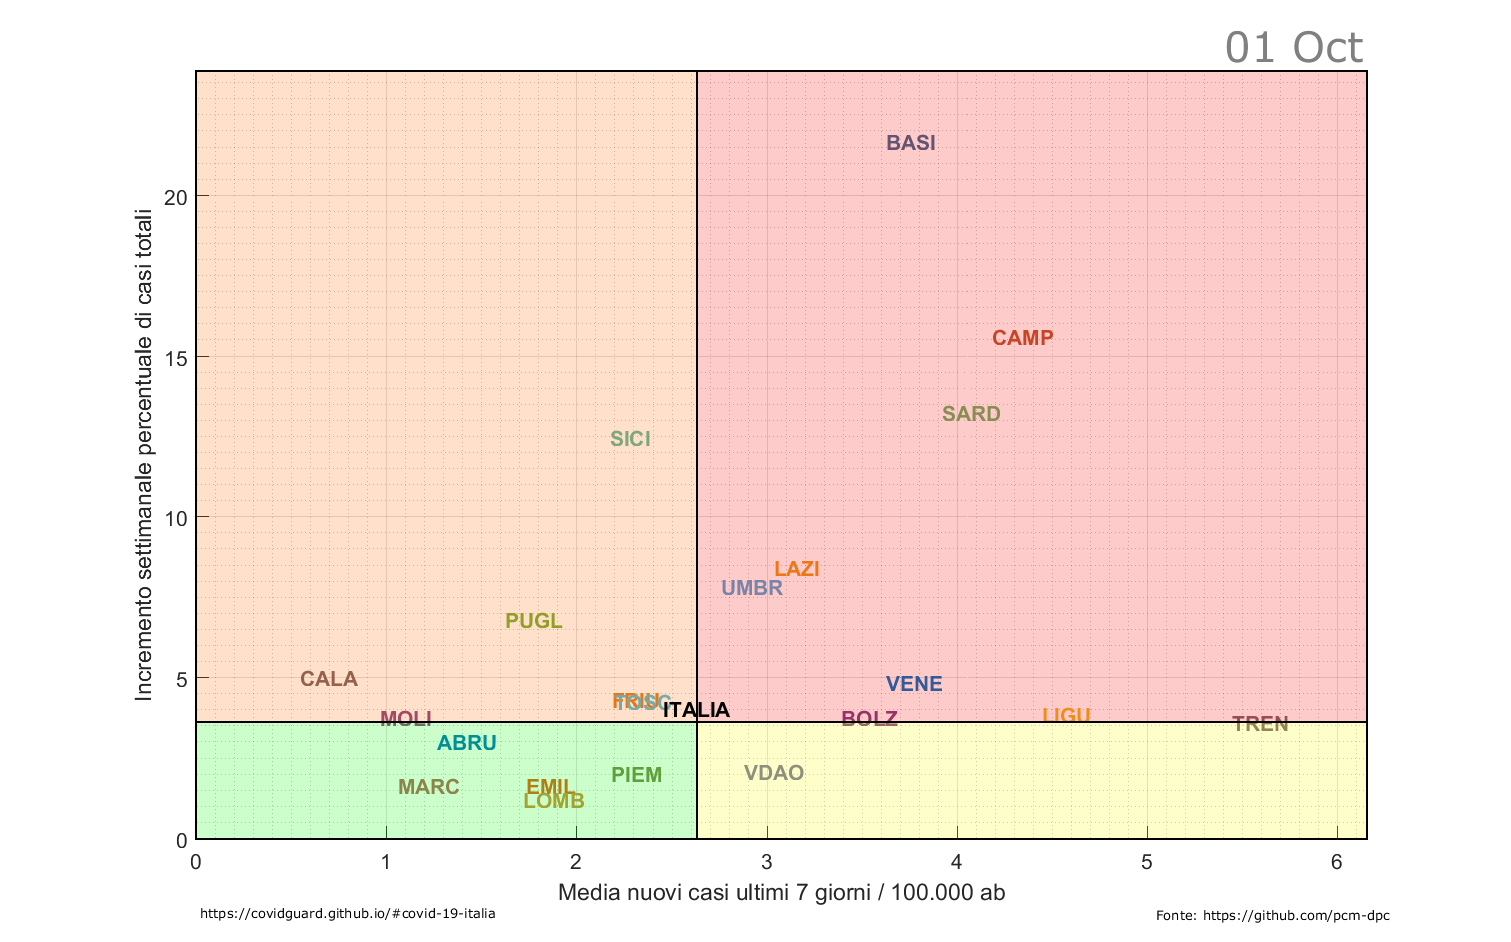 01 Oct
Incremento settimanale percentuale di casi totali
20
15
10
5
0
BASI
CAMP
SARD
SICI
LAZI
UMBR
PUGL
CALA
VENE
FRIU
TOSC
ITALIA
MOLI
BOLZ
LIGU
TREN
ABRU
PIEM
VDAO
MARC
EMIL
LOMB
0 1 2 3 4 5 6
Media nuovi casi ultimi 7 giorni / 100.000 ab
https://covidguard.github.io/#covid-19-italia
Fonte: https://github.com/pcm-dpc